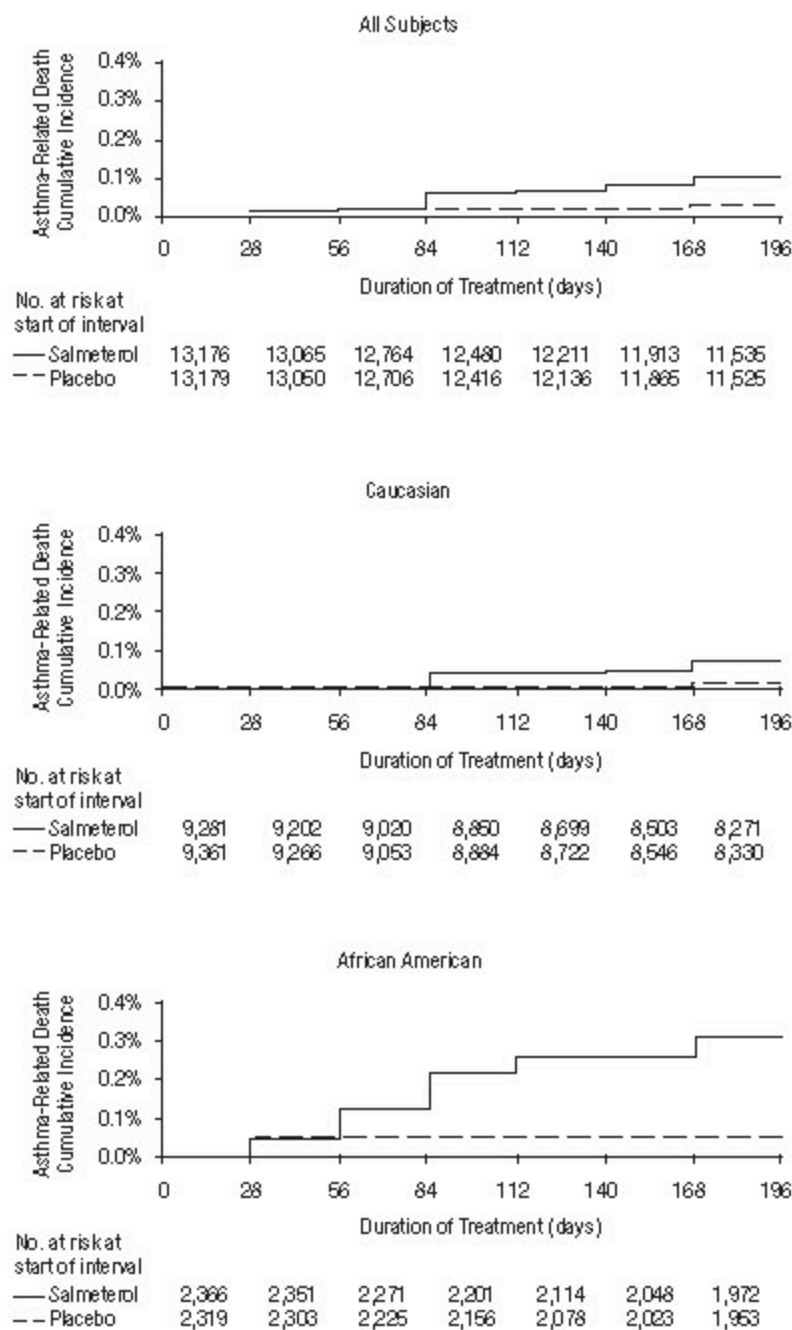 All Subjects
Asthma-Related Death
Cumulative Incidence
0.4%
0.3%
0.2%
0.1%
0.0%
0 28 56 84 112 140 168 196
Duration of Treatment (days)
No. at risk at
start of interval
Salmeterol 13,176 13,065 12,764 12,480 12,211 11,913 11,535
Placebo 13,179 13,050 12,706 12,416 12,136 11,865 11,525
Caucasian
Asthma-Related Death
Cumulative Incidence
0.4%
0.3%
0.2%
0.1%
0.0%
0 28 56 84 112 140 168 196
Duration of Treatment (days)
No. at risk at
start of interval
Salmeterol 9,281 9,202 9,020 8,850 8,699 8,503 8,271
Placebo 9,361 9,266 9,053 8,884 8,722 8,546 8,330
African American
Asthma-Related Death
Cumulative Incidence
0.4%
0.3%
0.2%
0.1%
0.0%
0 28 56 84 112 140 168 196
Duration of Treatment (days)
No. at risk at
start of interval
Salmeterol 2,366 2,351 2,271 2,201 2,114 2,048 1,972
Placebo 2,319 2,303 2,225 2,156 2,078 2,023 1,953